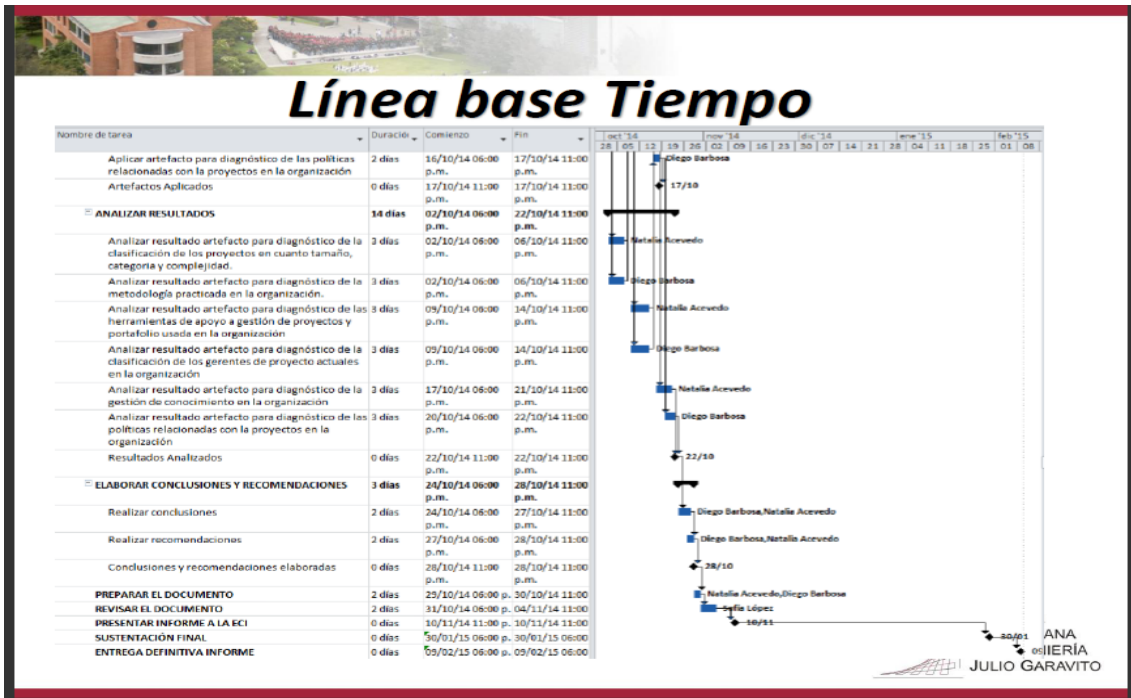 Línea base Tiempo
Nombre de tarea Duració Comienzo Fin
oct '14 nov '14 dic '14 ene '15 feb '15
28 05 12 19 26 02 09 16 23 30 07 14 21 28 04 11 18 25 01 08
Aplicar artefacto para diagnóstico de las políticas 2 días 16/10/14 06:00 17/10/14 11:00 Diego Barbosa
relacionadas con la proyectos en la organización p.m. p.m.
Artefactos Aplicados 0 días 17/10/14 11:00 17/10/14 11:00 17/10
p.m. p.m.
ANALIZAR RESULTADOS 14 días 02/10/14 06:00 22/10/14 11:00
p.m. p.m.
Analizar resultado artefacto para diagnóstico de la 3 días 02/10/14 06:00 06/10/14 11:00 Natalia Acevedo
clasificación de los proyectos en cuanto tamaño, p.m. p.m.
categoria y complejidad.
Analizar resultado artefacto para diagnóstico de la 3 días 02/10/14 06:00 06/10/14 11:00 Diego Barbosa
metodología practicada en la organización. p.m. p.m.
Analizar resultado artefacto para diagnóstico de las 3 días 09/10/14 06:00 14/10/14 11:00 Natalia Acevedo
herramientas de apoyo a gestión de proyectos y p.m. p.m.
portafolio usada en la organización
Analizar resultado artefacto para diagnóstico de la 3 días 09/10/14 06:00 14/10/14 11:00 Diego Barbosa
clasificación de los gerentes de proyecto actuales p.m. p.m.
en la organización
Analizar resultado artefacto para diagnóstico de la 3 días 17/10/14 06:00 21/10/14 11:00 Natalia Acevedo
gestión de conocimiento en la organización p.m. p.m.
Analizar resultado artefacto para diagnóstico de las 3 días 20/10/14 06:00 22/10/14 11:00 Diego Barbosa
políticas relacionadas con la proyectos en la p.m. p.m.
organización
Resultados Analizados 0 días 22/10/14 11:00 22/10/14 11:00 22/10
p.m. p.m.
ELABORAR CONCLUSIONES Y RECOMENDACIONES 3 días 24/10/14 06:00 28/10/14 11:00
p.m. p.m.
Realizar conclusiones 2 días 24/10/14 06:00 27/10/14 11:00 Diego Barbosa,Natalia Acevedo
p.m. p.m.
Realizar recomendaciones 2 días 27/10/14 06:00 28/10/14 11:00 Diego Barbosa,Natalia Acevedo
p.m. p.m.
Conclusiones y recomendaciones elaboradas 0 días 28/10/14 11:00 28/10/14 11:00 28/10
p.m. p.m.
PREPARAR EL DOCUMENTO 2 días 29/10/14 06:00 p. 30/10/14 11:00 Natalia Acevedo,Diego Barbosa
REVISAR EL DOCUMENTO 2 días 31/10/14 06:00 p. 04/11/14 11:00 Sofía López
PRESENTAR INFORME A LA ECI 0 días 10/11/14 11:00 p. 10/11/14 11:00 10/11
SUSTENTACIÓN FINAL 0 días 30/01/15 06:00 p. 30/01/15 06:00 30/01
ENTREGA DEFINITIVA INFORME 0 días 09/02/15 06:00 p. 09/02/15 06:00
ANA
IIERÍA
JULIO GARAVITO